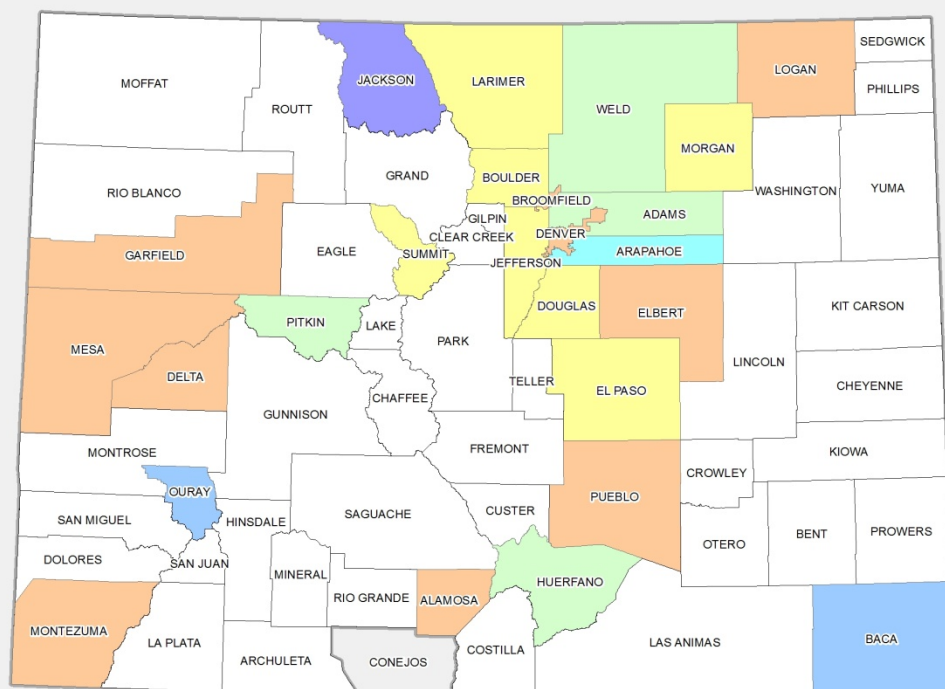 SEDGWICK
LOGAN
MOFFAT
JACKSON
LARIMER
PHILLIPS
ROUTT
WELD
MORGAN
GRAND
BOULDER
RIO BLANCO
WASHINGTON
YUMA
BROOMFIELD
GILPIN
ADAMS
CLEAR CREEK
DENVER
EAGLE
SUMMIT
GARFIELD
JEFFERSON
ARAPAHOE
DOUGLAS
ELBERT
KIT CARSON
PITKIN
LAKE
PARK
MESA
LINCOLN
DELTA
TELLER
CHEYENNE
EL PASO
CHAFFEE
GUNNISON
FREMONT
MONTROSE
KIOWA
CROWLEY
OURAY
PUEBLO
SAGUACHE
CUSTER
SAN MIGUEL
HINSDALE
BENT
PROWERS
OTERO
DOLORES
SAN JUAN
MINERAL
HUERFANO
RIO GRANDE
ALAMOSA
MONTEZUMA
LA PLATA
COSTILLA
LAS ANIMAS
BACA
ARCHULETA
CONEJOS